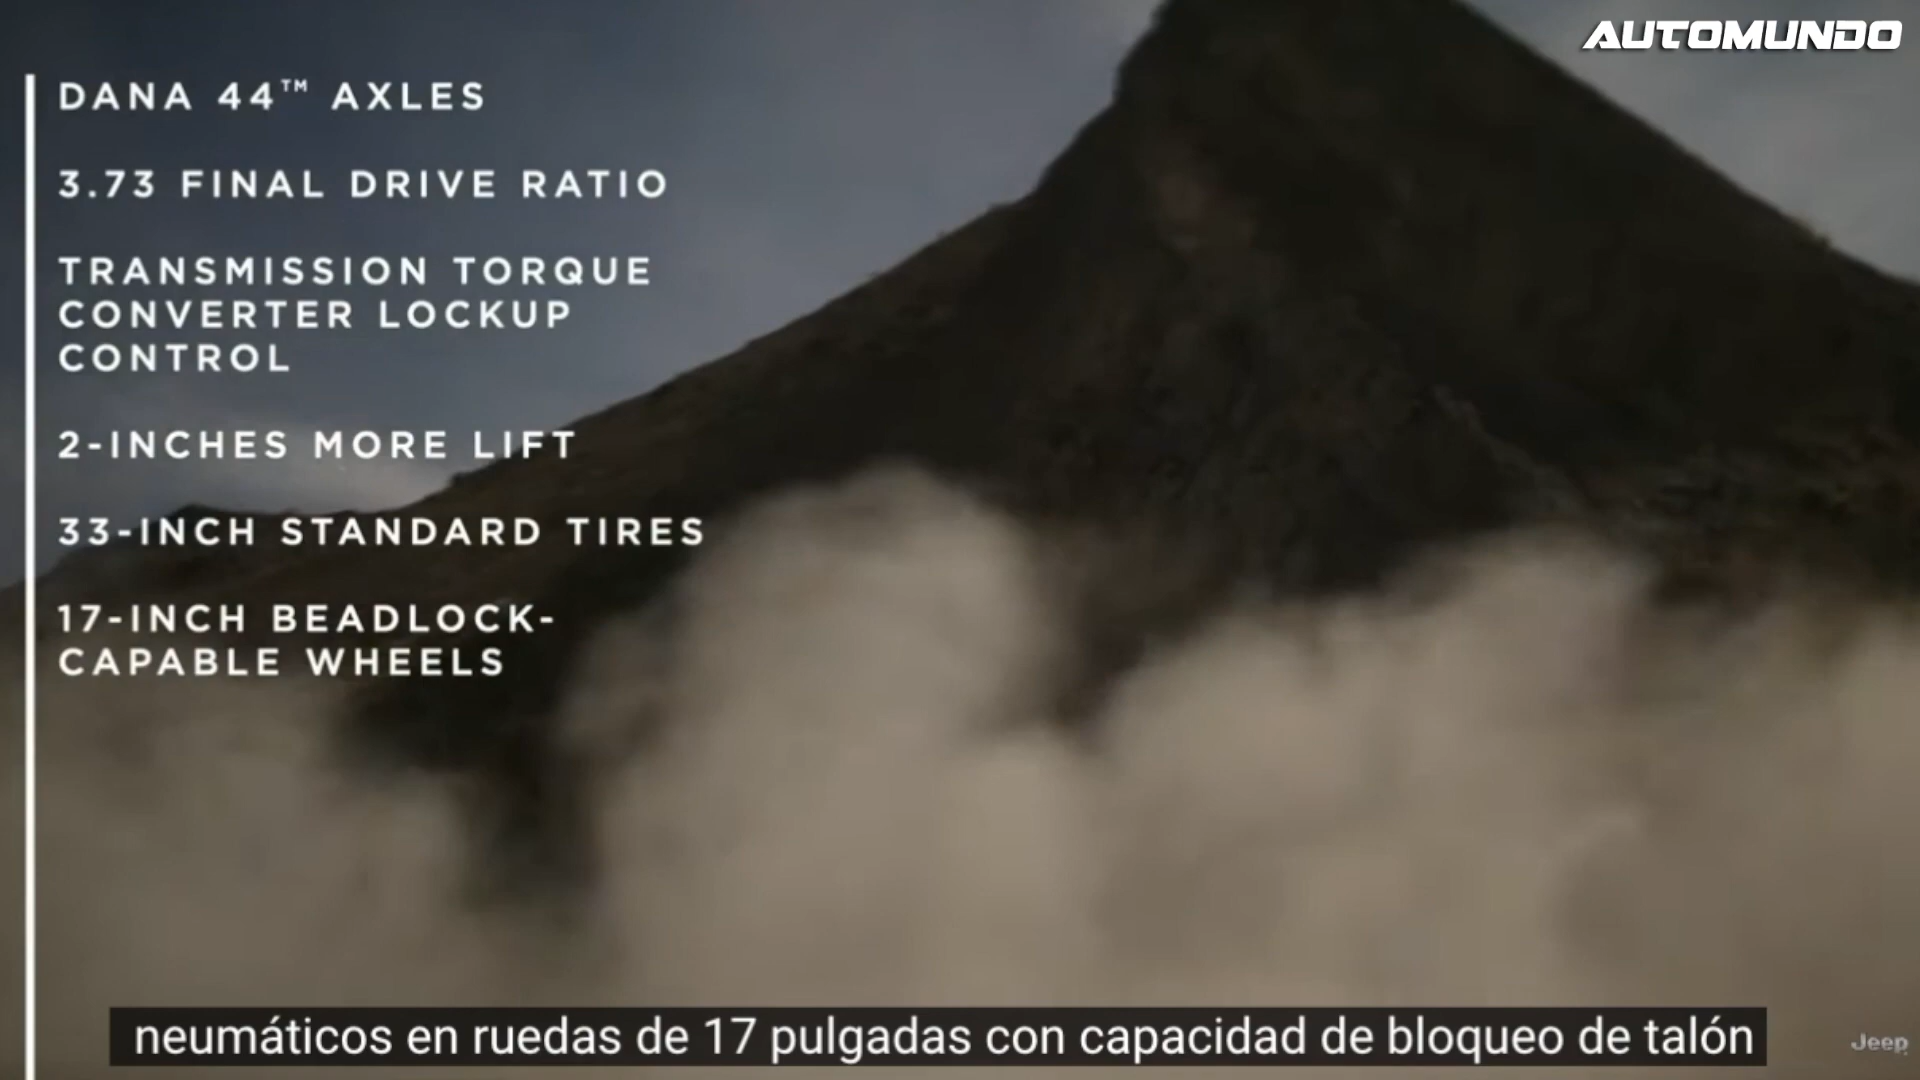 AUTOMUNDO
DANA 44™ AXLES
3.73 FINAL DRIVE RATIO
TRANSMISSION TORQUE
CONVERTER LOCKUP
CONTROL
2-INCHES MORE LIFT
33-INCH STANDARD TIRES
17-INCH BEADLOCK-
CAPABLE WHEELS
neumáticos en ruedas de 17 pulgadas con capacidad de bloqueo de talón
Jeep